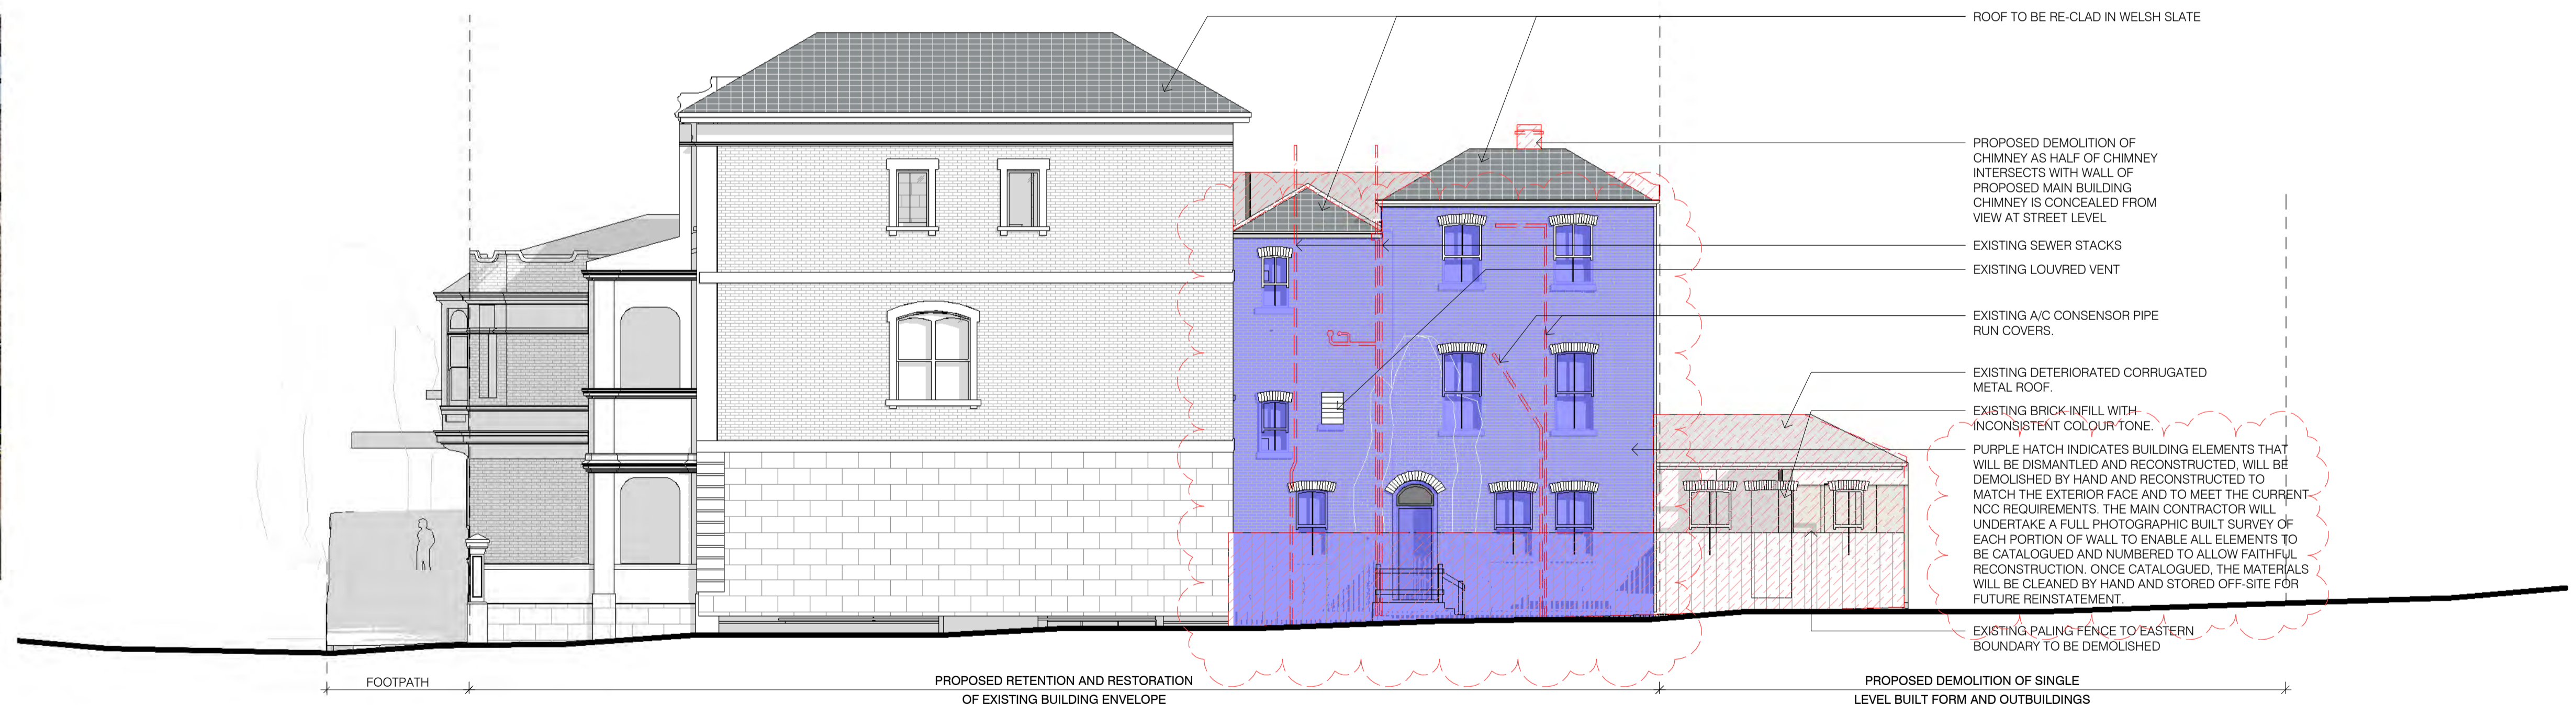 ROOF TO BE RE-CLAD IN WELSH SLATE
PROPOSED DEMOLITION OF
CHIMNEY AS HALF OF CHIMNEY
INTERSECTS WITH WALL OF
PROPOSED MAIN BUILDING
CHIMNEY IS CONCEALED FROM
VIEW AT STREET LEVEL
EXISTING SEWER STACKS
EXISTING LOUVRED VENT
EXISTING A/C CONSENSOR PIPE
RUN COVERS.
EXISTING DETERIORATED CORRUGATED
METAL ROOF.
EXISTING BRICK INFILL WITH
INCONSISTENT COLOUR TONE.
PURPLE HATCH INDICATES BUILDING ELEMENTS THAT
WILL BE DISMANTLED AND RECONSTRUCTED, WILL BE
DEMOLISHED BY HAND AND RECONSTRUCTED TO
MATCH THE EXTERIOR FACE AND TO MEET THE CURRENT
NCC REQUIREMENTS. THE MAIN CONTRACTOR WILL
UNDERTAKE A FULL PHOTOGRAPHIC BUILT SURVEY OF
EACH PORTION OF WALL TO ENABLE ALL ELEMENTS TO
BE CATALOGUED AND NUMBERED TO ALLOW FAITHFUL
RECONSTRUCTION. ONCE CATALOGUED, THE MATERIALS
WILL BE CLEANED BY HAND AND STORED OFF-SITE FOR
FUTURE REINSTATEMENT.
EXISTING PALING FENCE TO EASTERN
BOUNDARY TO BE DEMOLISHED
FOOTPATH
PROPOSED RETENTION AND RESTORATION
OF EXISTING BUILDING ENVELOPE
PROPOSED DEMOLITION OF SINGLE
LEVEL BUILT FORM AND OUTBUILDINGS